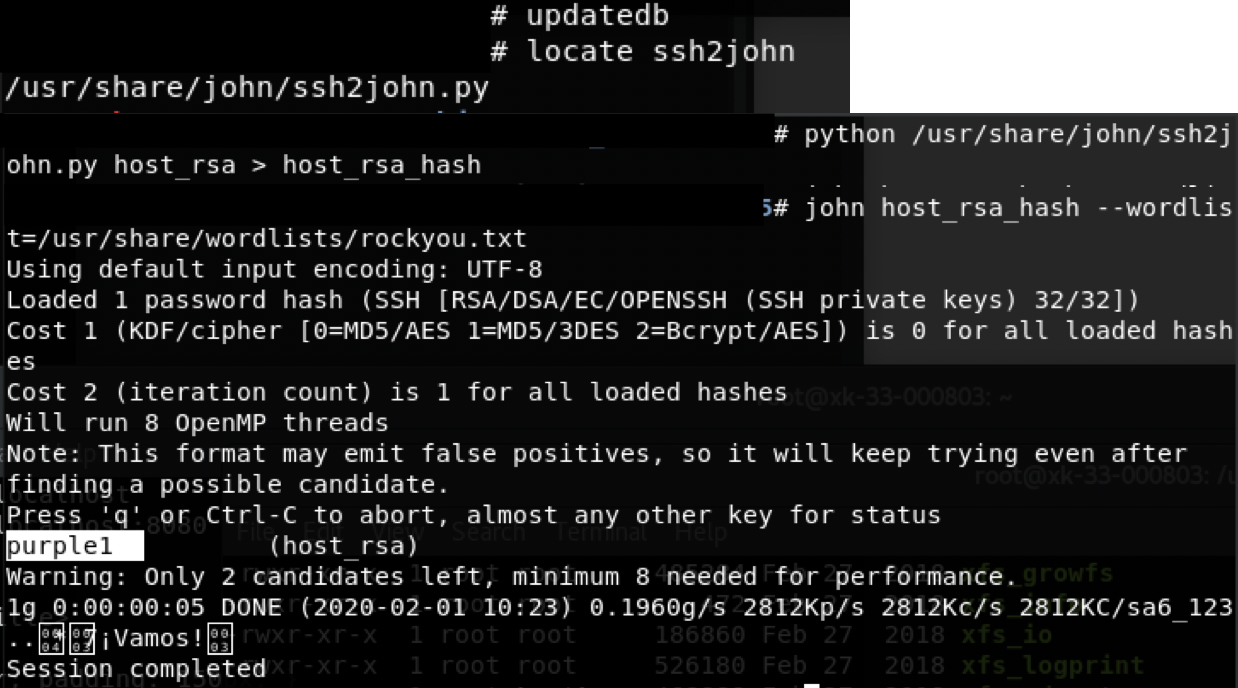 # updatedb
# locate ssh2john
/usr/share/john/ssh2john.py
# python /usr/share/john/ssh2j
ohn.py host_rsa > host_rsa_hash
5# john host_rsa_hash --wordlis
t=/usr/share/wordlists/rockyou.txt
Using default input encoding: UTF-8
Loaded 1 password hash (SSH [RSA/DSA/EC/OPENSSH (SSH private keys) 32/32])
Cost 1 (KDF/cipher [0=MD5/AES 1=MD5/3DES 2=Bcrypt/AES]) is 0 for all loaded hash
es
Cost 2 (iteration count) is 1 for all loaded hashes
root@xk-33-000803: ~
Will run 8 OpenMP threads
Note: This format may emit false positives, so it will keep trying even after
root@xk-33-000803: /u
finding a possible candidate.
localhost
Press 'q' or Ctrl-C to abort, almost any other key for status
:8080
File Edit View Search Terminal Help
purple1 (host_rsa)
Warning: Only 2 candidates left, minimum 8 needed for performance.
Feb 27 xfs_growfs
1g 0:00:00:05 DONE (2020-02-01 10:23) 0.1960g/s 2812Kp/s 2812Kc/s 2812KC/sa6_123
..¡Vamos!
rwxr-xr-x 1 root root 186860 Feb 27 2018 xfs_io
Session completed
rwxr-xr-x 1 root root 526180 Feb 27 2018 xfs_logprint